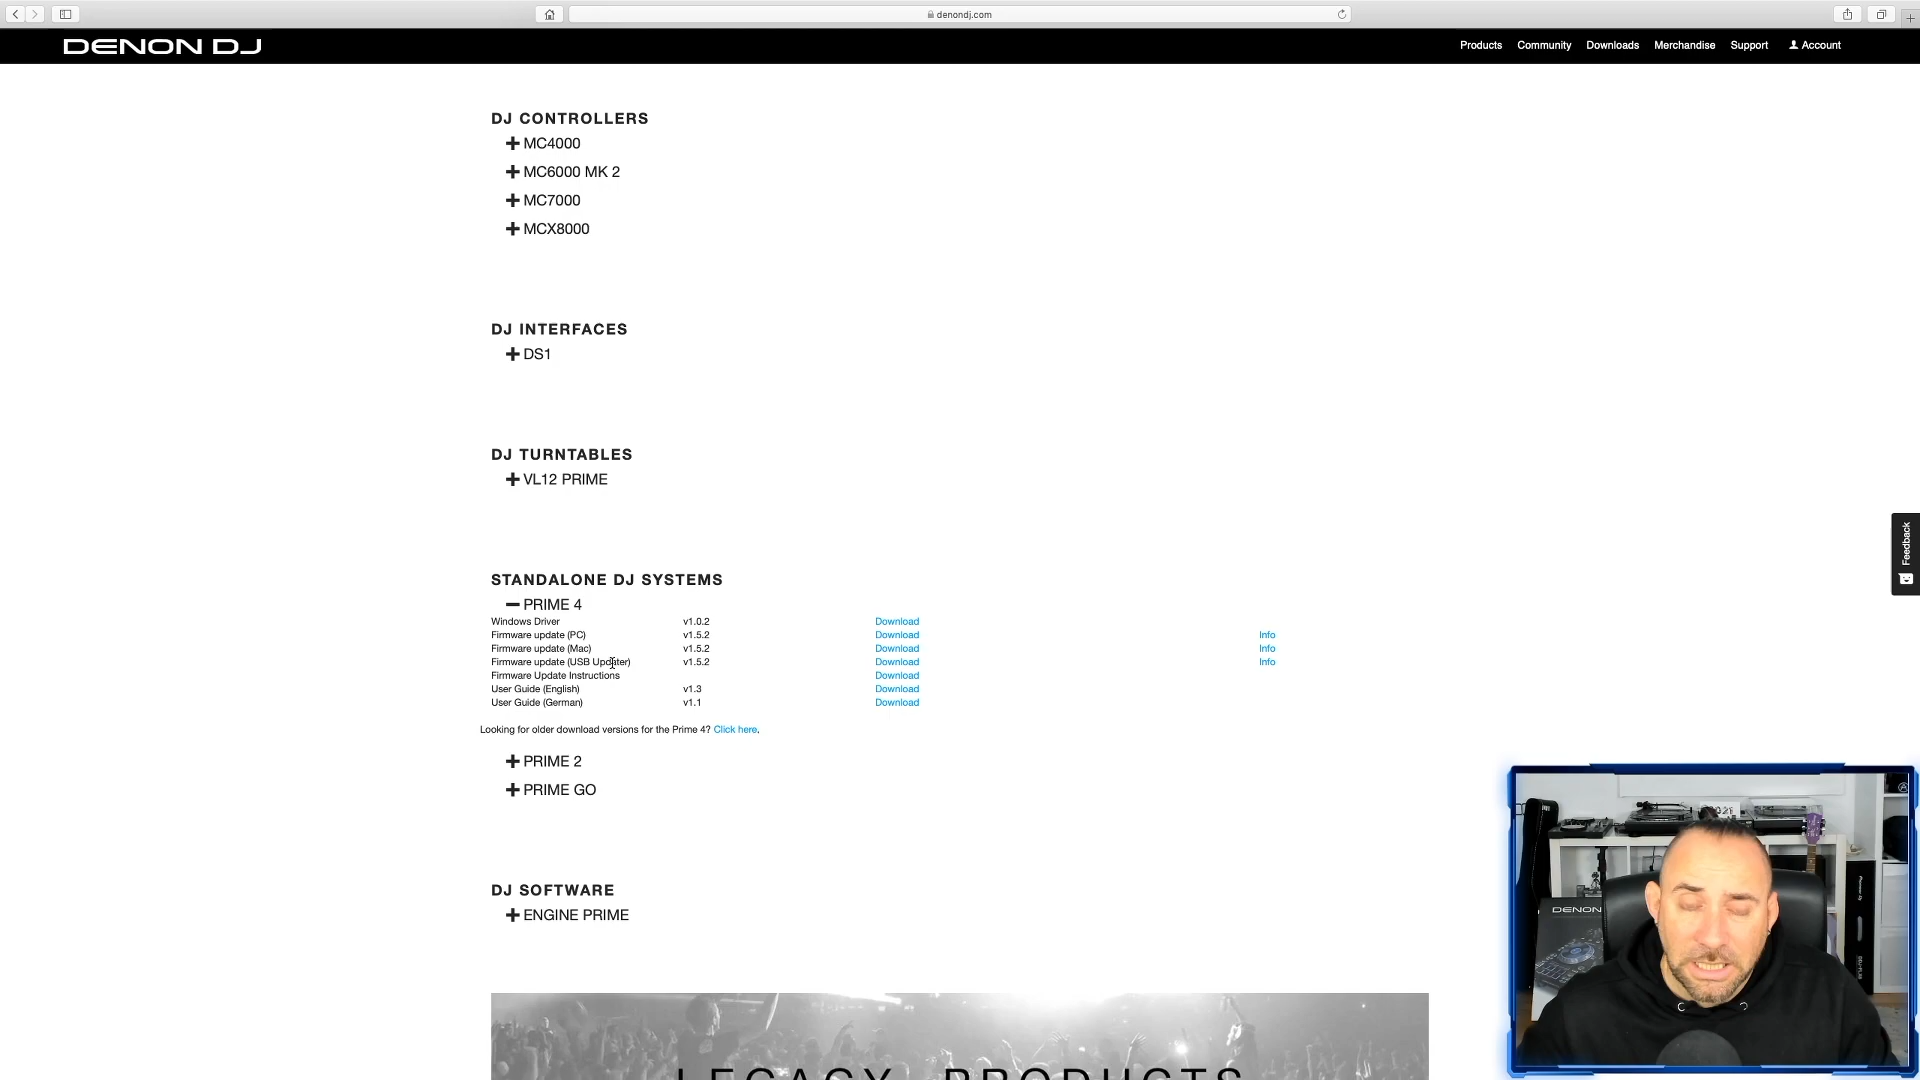 denondj.com
DENON DJ
Products Community Downloads Merchandise Support Account
DJ CONTROLLERS
MC4000
MC6000 MK 2
MC7000
MCX8000
DJ INTERFACES
DS1
DJ TURNTABLES
VL12 PRIME
Feedback
STANDALONE DJ SYSTEMS
PRIME 4
Windows Driver v1.0.2 Download
Firmware update (PC) v1.5.2 Download Info
Firmware update (Mac) v1.5.2 Download Info
Firmware update (USB Updater) v1.5.2 Download Info
Firmware Update Instructions Download
User Guide (English) v1.3 Download
User Guide (German) v1.1 Download
Looking for older download versions for the Prime 4? Click here.
PRIME 2
PRIME GO
DJ SOFTWARE
ENGINE PRIME
LEGACY PRODUCTS
DENON